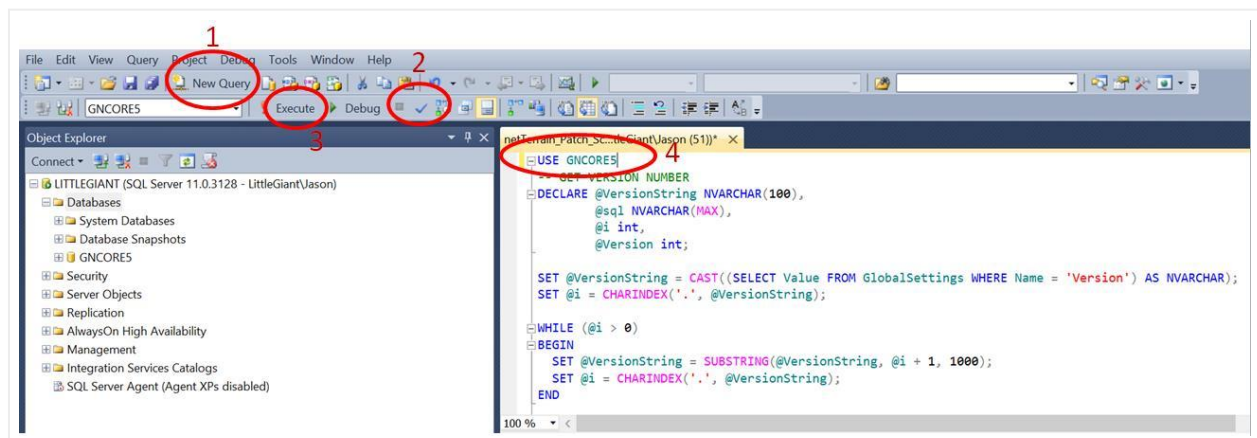 1
File Edit View Query Project Debug Tools Window Help
2
New Query
GNCORE5
Execute Debug
3
Object Explorer
Connect
LITTLEGIANT (SQL Server 11.0.3128 - LittleGiant\Jason)
Databases
System Databases
Database Snapshots
GNCORE5
Security
Server Objects
Replication
AlwaysOn High Availability
Management
Integration Services Catalogs
SQL Server Agent (Agent XPs disabled)
netTerrain_Patch_Sc...tleGiant\Jason (51))*
4
USE GNCORE5
-- GET VERSION NUMBER
DECLARE @VersionString NVARCHAR(100),
@sql NVARCHAR(MAX),
@i int,
@Version int;
SET @VersionString = CAST((SELECT Value FROM GlobalSettings WHERE Name = 'Version') AS NVARCHAR);
SET @i = CHARINDEX('.', @VersionString);
WHILE (@i > 0)
BEGIN
SET @VersionString = SUBSTRING(@VersionString, @i + 1, 1000);
SET @i = CHARINDEX('.', @VersionString);
END
100 %